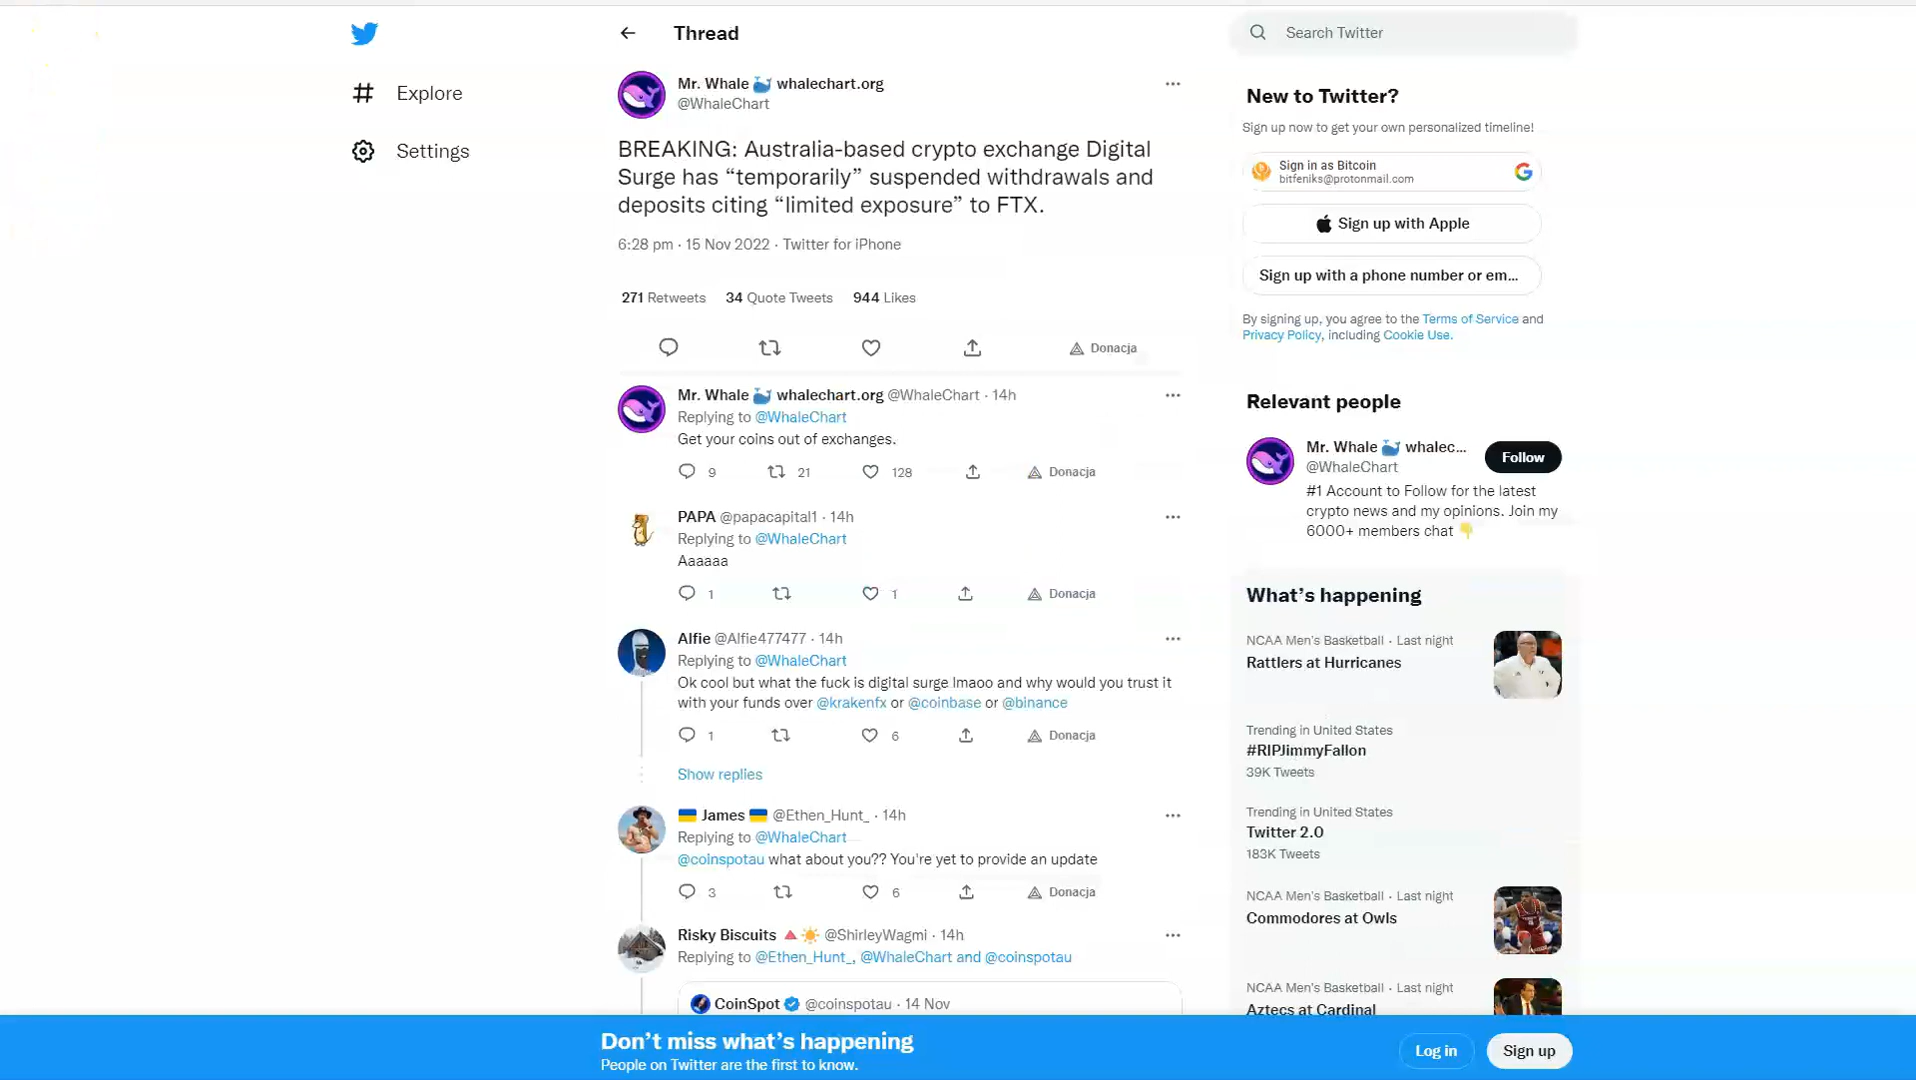 Explore
Settings
Thread
Mr. Whale 🐳 whalechart.org
@WhaleChart
BREAKING: Australia-based crypto exchange Digital
Surge has “temporarily” suspended withdrawals and
deposits citing “limited exposure” to FTX.
6:28 pm · 15 Nov 2022 · Twitter for iPhone
271 Retweets 34 Quote Tweets 944 Likes
Donacja
Mr. Whale 🐳 whalechart.org @WhaleChart · 14h
Replying to @WhaleChart
Get your coins out of exchanges.
9 21 128 Donacja
PAPA @papacapital1 · 14h
Replying to @WhaleChart
Aaaaaa
1 1 Donacja
Alfie @Alfie477477 · 14h
Replying to @WhaleChart
Ok cool but what the fuck is digital surge lmaoo and why would you trust it
with your funds over @krakenfx or @coinbase or @binance
1 6 Donacja
Show replies
🇺🇦 James 🇺🇦 @Ethen_Hunt_ · 14h
Replying to @WhaleChart
@coinspotau what about you?? You're yet to provide an update
3 6 Donacja
Risky Biscuits 🔺☀️ @ShirleyWagmi · 14h
Replying to @Ethen_Hunt_, @WhaleChart and @coinspotau
CoinSpot @coinspotau · 14 Nov
Search Twitter
New to Twitter?
Sign up now to get your own personalized timeline!
Sign in as Bitcoin
bitfeniks@protonmail.com
Sign up with Apple
Sign up with a phone number or em...
By signing up, you agree to the Terms of Service and
Privacy Policy, including Cookie Use.
Relevant people
Mr. Whale 🐳 whalec...
@WhaleChart
Follow
#1 Account to Follow for the latest
crypto news and my opinions. Join my
6000+ members chat 👇
What’s happening
NCAA Men's Basketball · Last night
Rattlers at Hurricanes
Trending in United States
#RIPJimmyFallon
39K Tweets
Trending in United States
Twitter 2.0
183K Tweets
NCAA Men's Basketball · Last night
Commodores at Owls
NCAA Men's Basketball · Last night
Aztecs at Cardinal
Don’t miss what’s happening
People on Twitter are the first to know.
Log in
Sign up